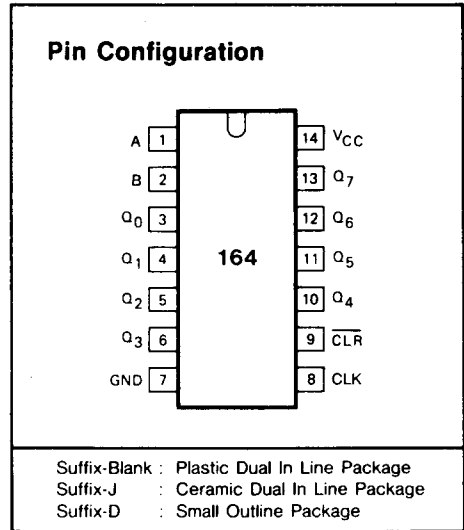 Pin Configuration
A 1 14 VCC
B 2 13 Q7
Q0 3 12 Q6
Q1 4 164 11 Q5
Q2 5 10 Q4
Q3 6 9 C̅L̅R̅
GND 7 8 CLK
Suffix-Blank : Plastic Dual In Line Package
Suffix-J : Ceramic Dual In Line Package
Suffix-D : Small Outline Package